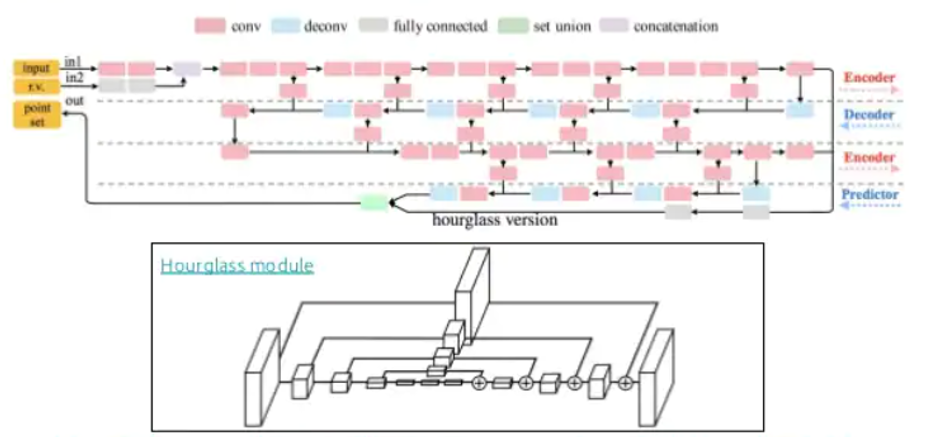 conv deconv fully connected set union concatenation
input in1
r.v. in2
point set out
Encoder
Decoder
Encoder
Predictor
hourglass version
Hourglass module